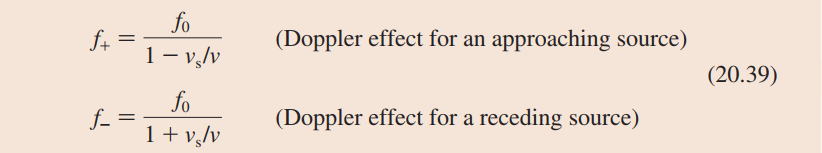 f₊ = f₀ / (1 − vₛ/v) (Doppler effect for an approaching source)
(20.39)
f₋ = f₀ / (1 + vₛ/v) (Doppler effect for a receding source)